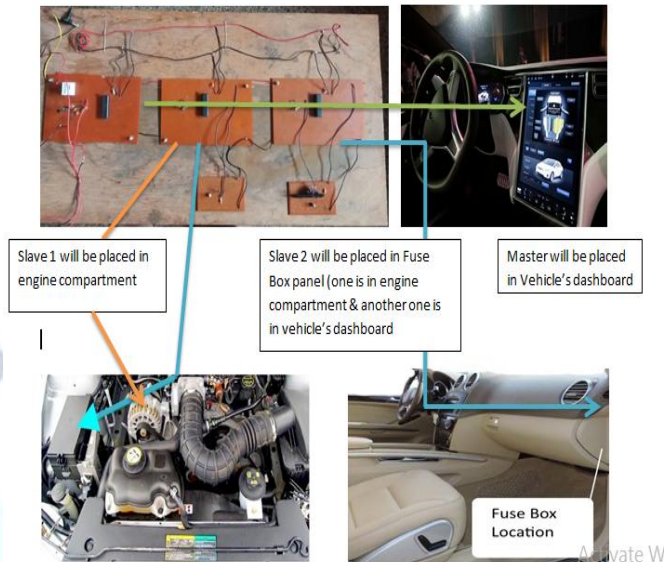 Slave 1 will be placed in
engine compartment
Slave 2 will be placed in Fuse
Box panel (one is in engine
compartment & another one is
in vehicle's dashboard
Master will be placed
in Vehicle's dashboard
Fuse Box
Location
Activate W